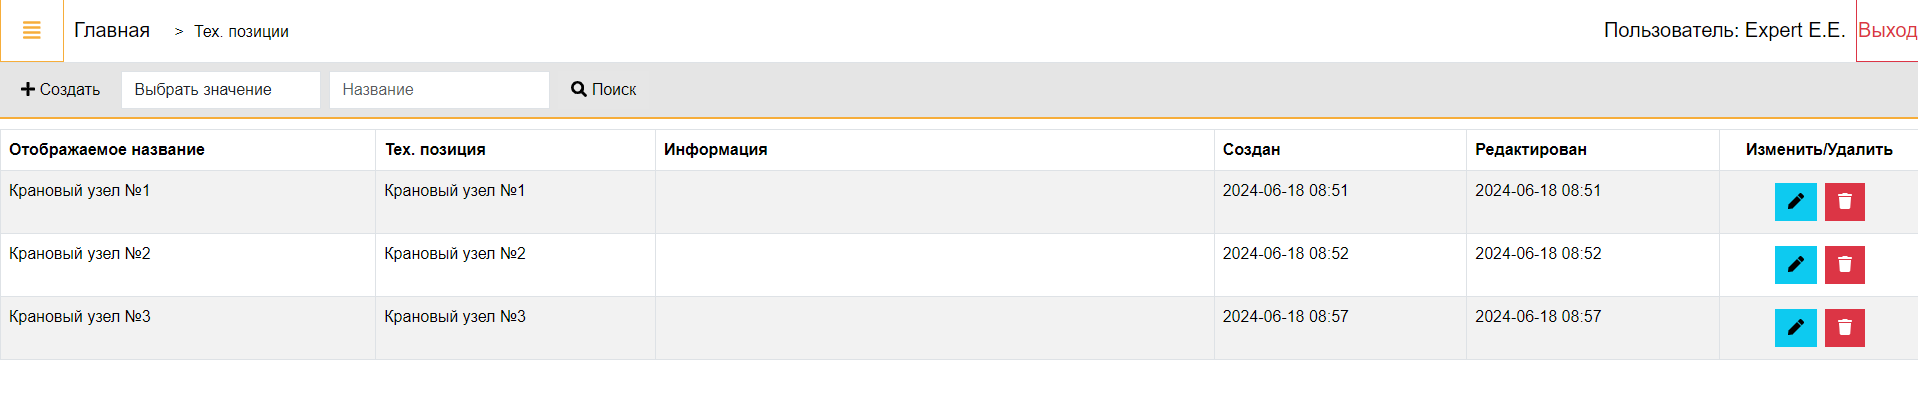 Главная > Тех. позиции Пользователь: Expert E.E. Выход
Создать Выбрать значение Название Поиск
Отображаемое название Тех. позиция Информация Создан Редактирован Изменить/Удалить
Крановый узел №1 Крановый узел №1 2024-06-18 08:51 2024-06-18 08:51
Крановый узел №2 Крановый узел №2 2024-06-18 08:52 2024-06-18 08:52
Крановый узел №3 Крановый узел №3 2024-06-18 08:57 2024-06-18 08:57